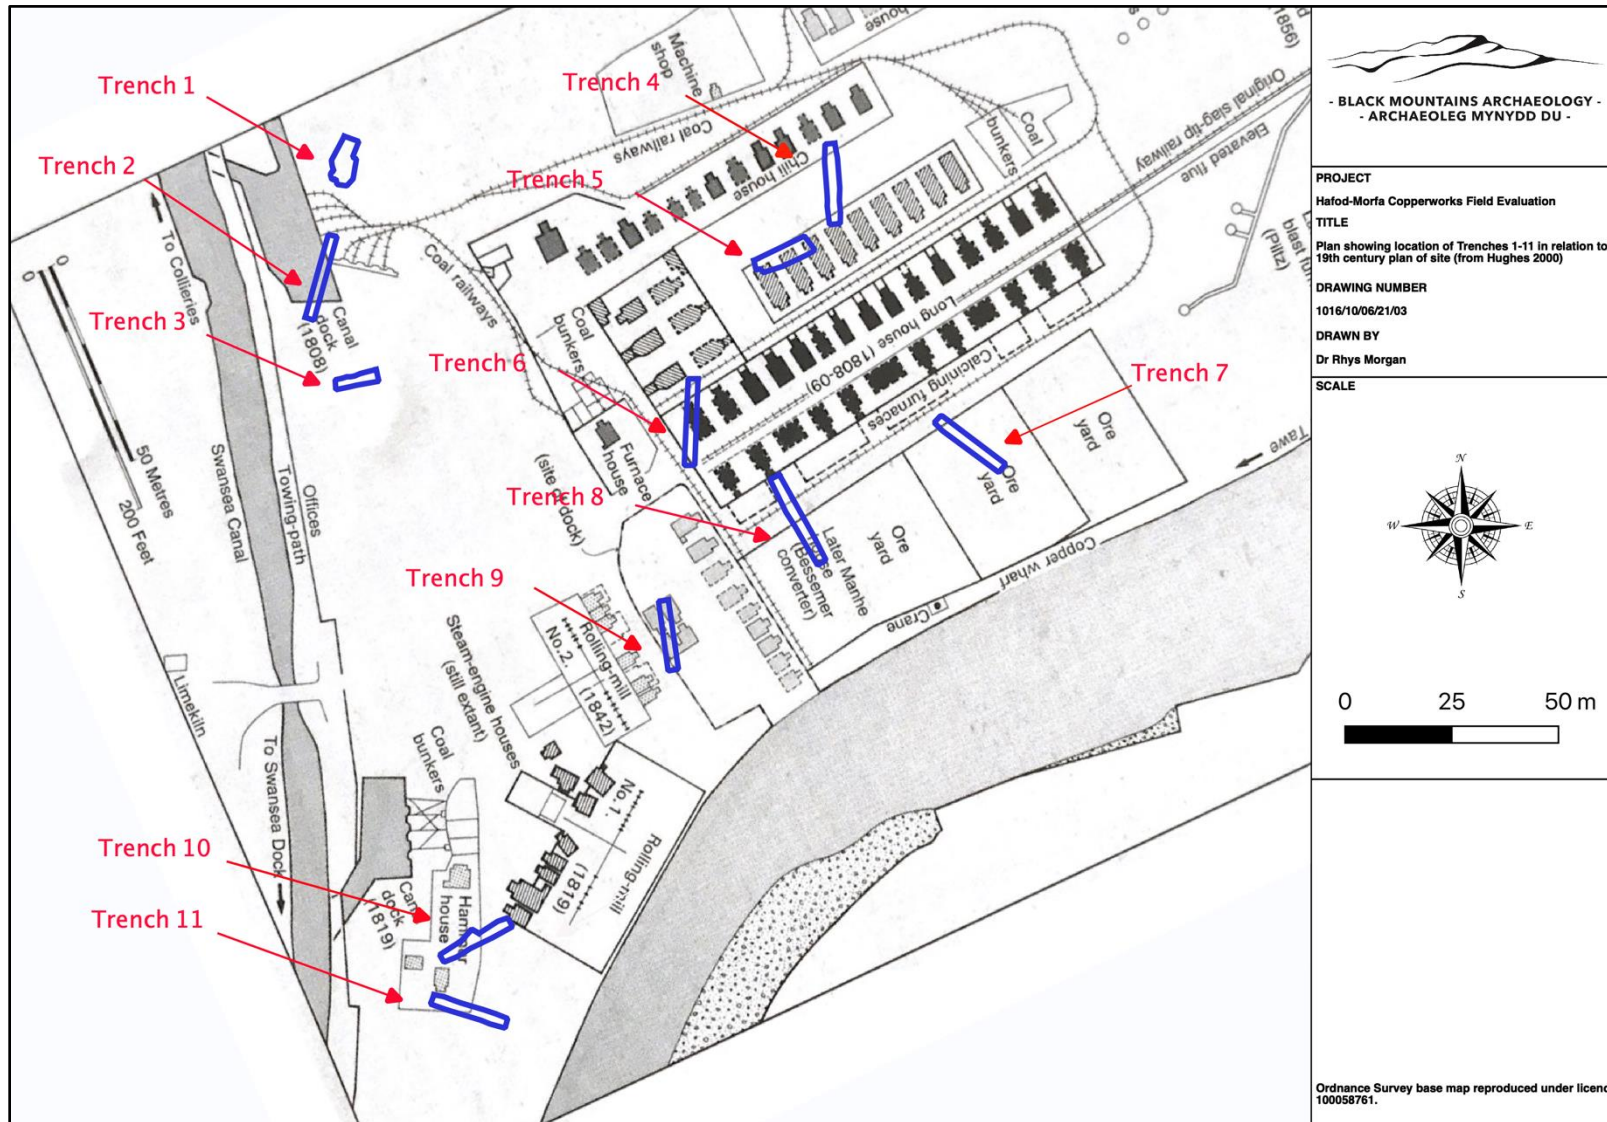 Trench 1
Trench 2
Trench 3
Trench 4
Trench 5
Trench 6
Trench 7
Trench 8
Trench 9
Trench 10
Trench 11
Machine
shop
house
1856)
Coal railways
Chili house
Coal
bunkers
Original slag-tip railway
Elevated flue
blast
(Piltz)
To Collieries
Canal
dock
(1808)
Coal railways
Coal
bunkers
Furnace
house
(site of dock)
Long house (1808-09)
Calcining furnaces
Ore
yard
Ore
yard
Ore
yard
Later Manhe
(Bessemer
converter)
Tawe
Copper wharf
Crane
0
0
50 Metres
200 Feet
Swansea Canal
Towing-path
Offices
Limekiln
To Swansea Dock
Steam-engine houses
(still extant)
Rolling-mill
No.2.
(1842)
Coal
bunkers
No.1.
Rolling-mill
(1819)
dock
1819)
house
- BLACK MOUNTAINS ARCHAEOLOGY -
- ARCHAEOLEG MYNYDD DU -
PROJECT
Hafod-Morfa Copperworks Field Evaluation
TITLE
Plan showing location of Trenches 1-11 in relation to
19th century plan of site (from Hughes 2000)
DRAWING NUMBER
1016/10/06/21/03
DRAWN BY
Dr Rhys Morgan
SCALE
N
W
E
S
0 25 50 m
Ordnance Survey base map reproduced under licenc
100058761.